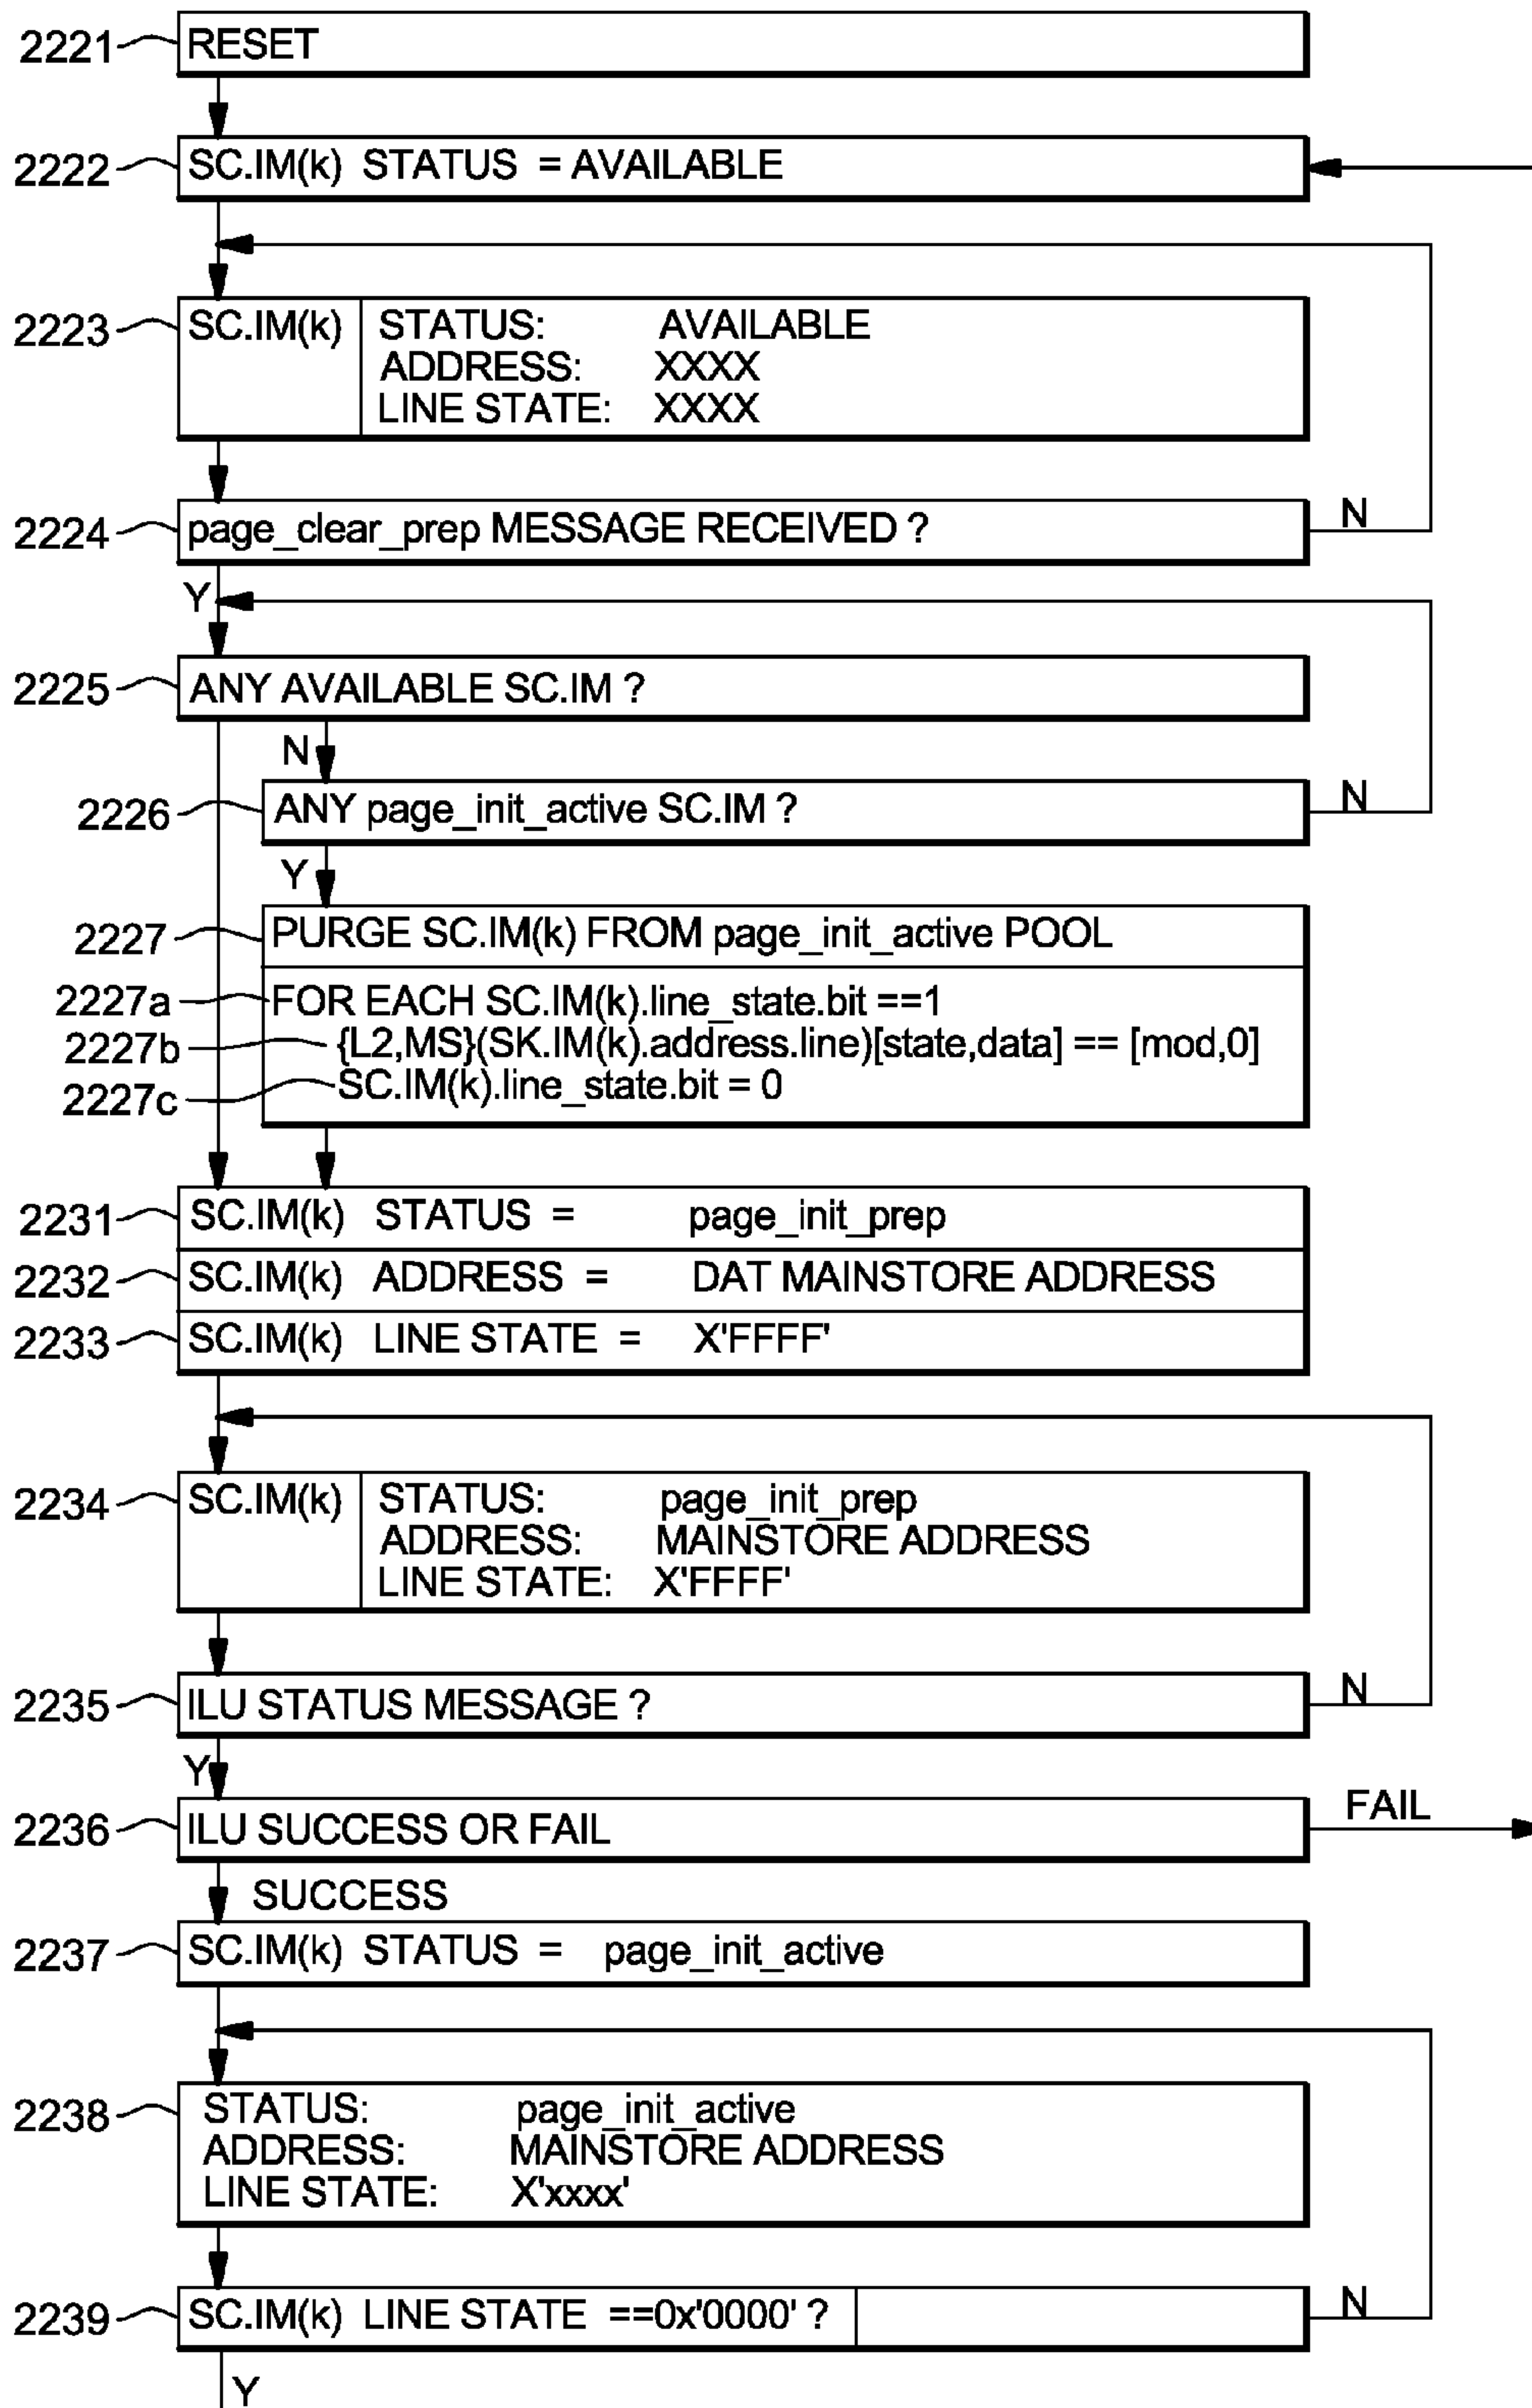 2221 RESET
2222 SC.IM(k) STATUS = AVAILABLE
2223 SC.IM(k) STATUS: AVAILABLE
ADDRESS: XXXX
LINE STATE: XXXX
2224 page_clear_prep MESSAGE RECEIVED ? N
Y
2225 ANY AVAILABLE SC.IM ?
N
2226 ANY page_init_active SC.IM ? N
Y
2227 PURGE SC.IM(k) FROM page_init_active POOL
2227a FOR EACH SC.IM(k).line_state.bit ==1
2227b {L2,MS}(SK.IM(k).address.line)[state,data] == [mod,0]
2227c SC.IM(k).line_state.bit = 0
2231 SC.IM(k) STATUS = page_init_prep
2232 SC.IM(k) ADDRESS = DAT MAINSTORE ADDRESS
2233 SC.IM(k) LINE STATE = X'FFFF'
2234 SC.IM(k) STATUS: page_init_prep
ADDRESS: MAINSTORE ADDRESS
LINE STATE: X'FFFF'
2235 ILU STATUS MESSAGE ? N
Y
2236 ILU SUCCESS OR FAIL FAIL
SUCCESS
2237 SC.IM(k) STATUS = page_init_active
2238 STATUS: page_init_active
ADDRESS: MAINSTORE ADDRESS
LINE STATE: X'xxxx'
2239 SC.IM(k) LINE STATE ==0x'0000' ? N
Y